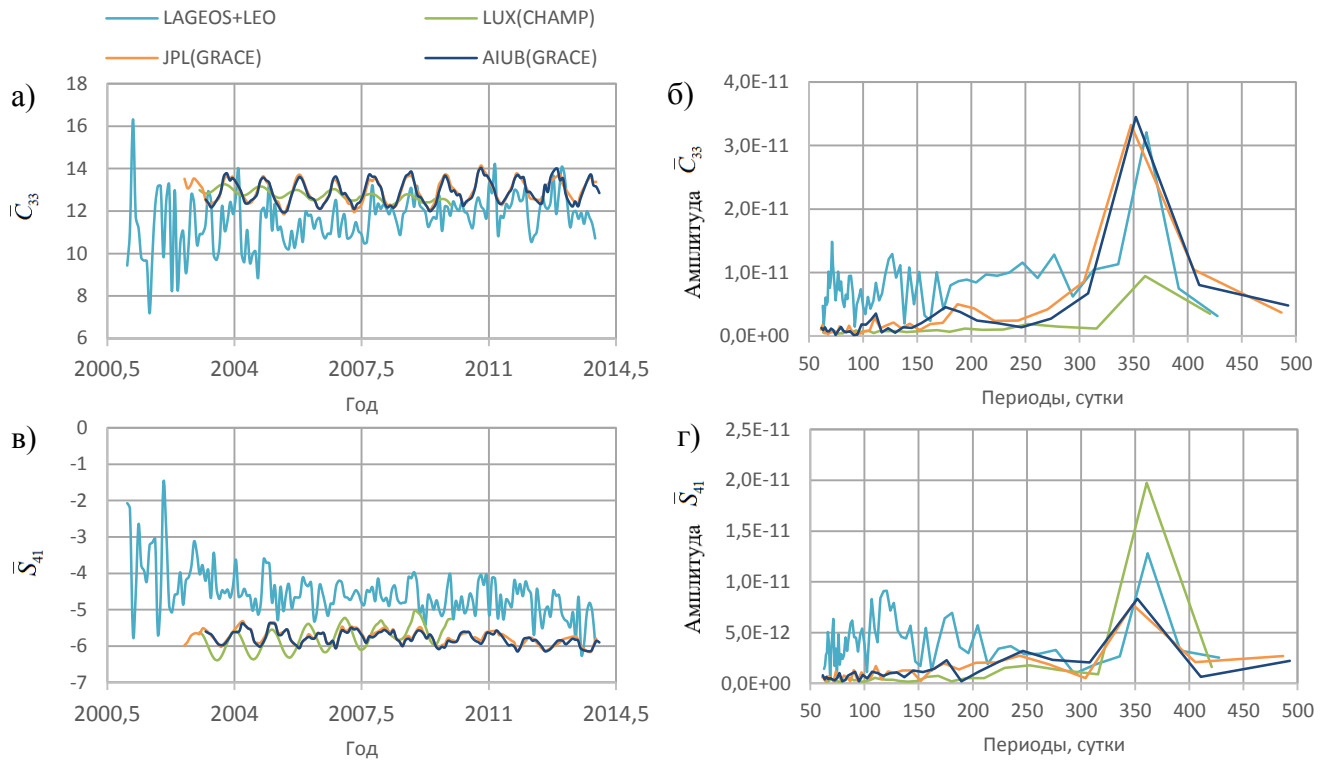 LAGEOS+LEO
LUX(CHAMP)
JPL(GRACE)
AIUB(GRACE)
а)
C̅33
18
16
14
12
10
8
6
2000,5 2004 2007,5 2011 2014,5
Год
б)
Амплитуда C̅33
4,0E-11
3,0E-11
2,0E-11
1,0E-11
0,0E+00
50 100 150 200 250 300 350 400 450 500
Периоды, сутки
в)
S̅41
0
-1
-2
-3
-4
-5
-6
-7
2000,5 2004 2007,5 2011 2014,5
Год
г)
Амплитуда S̅41
2,5E-11
2,0E-11
1,5E-11
1,0E-11
5,0E-12
0,0E+00
50 100 150 200 250 300 350 400 450 500
Периоды, сутки